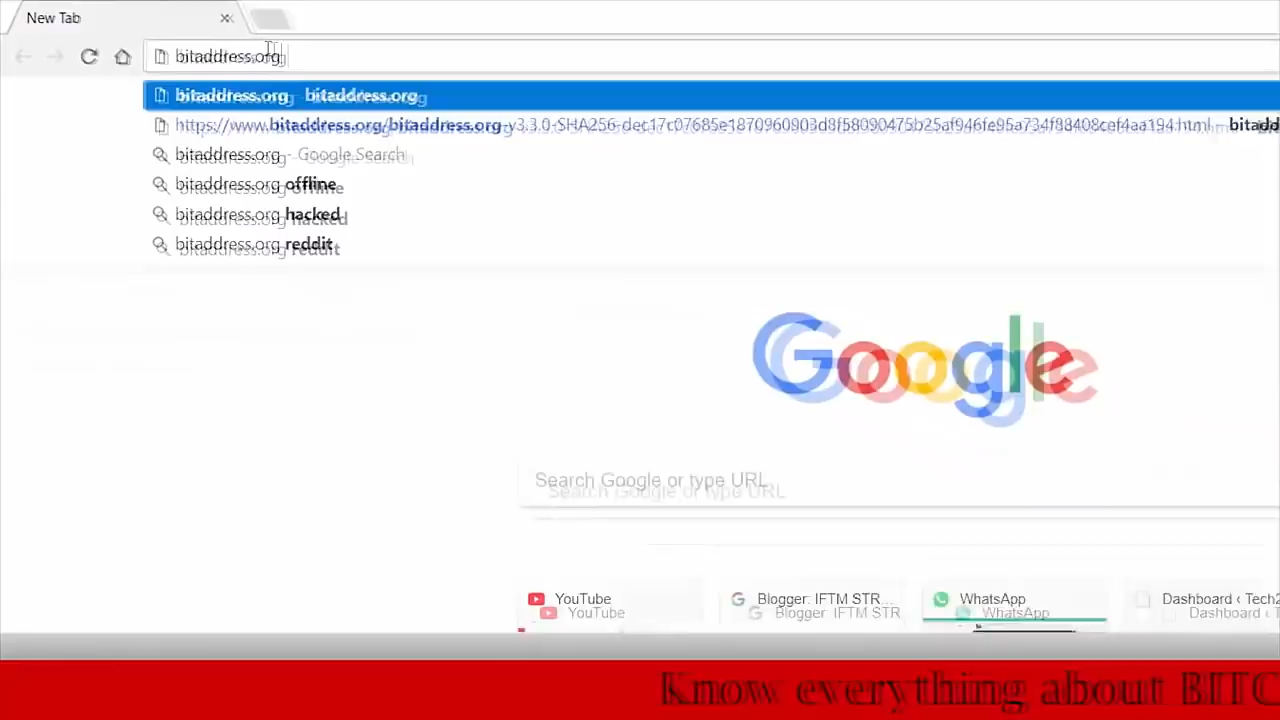 New Tab
bitaddress.org
bitaddress.org - bitaddress.org
https://www.bitaddress.org/bitaddress.org-v3.3.0-SHA256-dec17c07685e1870960903d8f58090475b25af946fe95a734f88408cef4aa194.html - bitadd
bitaddress.org - Google Search
bitaddress.org offline
bitaddress.org hacked
bitaddress.org reddit
Google
Search Google or type URL
YouTube Blogger: IFTM STR... WhatsApp Dashboard ‹ Tech2
Know everything about BITC